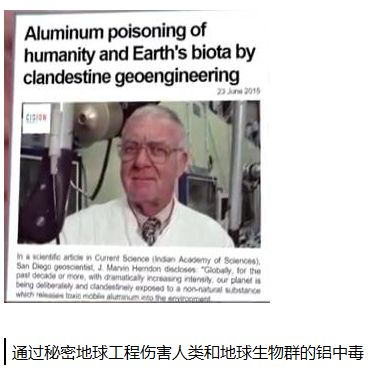 Aluminum poisoning of
humanity and Earth's biota by
clandestine geoengineering
23 June 2015
CISION
In a scientific article in Current Science (Indian Academy of Sciences),
San Diego geoscientist, J. Marvin Herndon discloses: "Globally, for the
past decade or more, with dramatically increasing intensity, our planet is
being deliberately and clandestinely exposed to a non-natural substance
which releases toxic mobile aluminum into the environment
通过秘密地球工程伤害人类和地球生物群的铝中毒